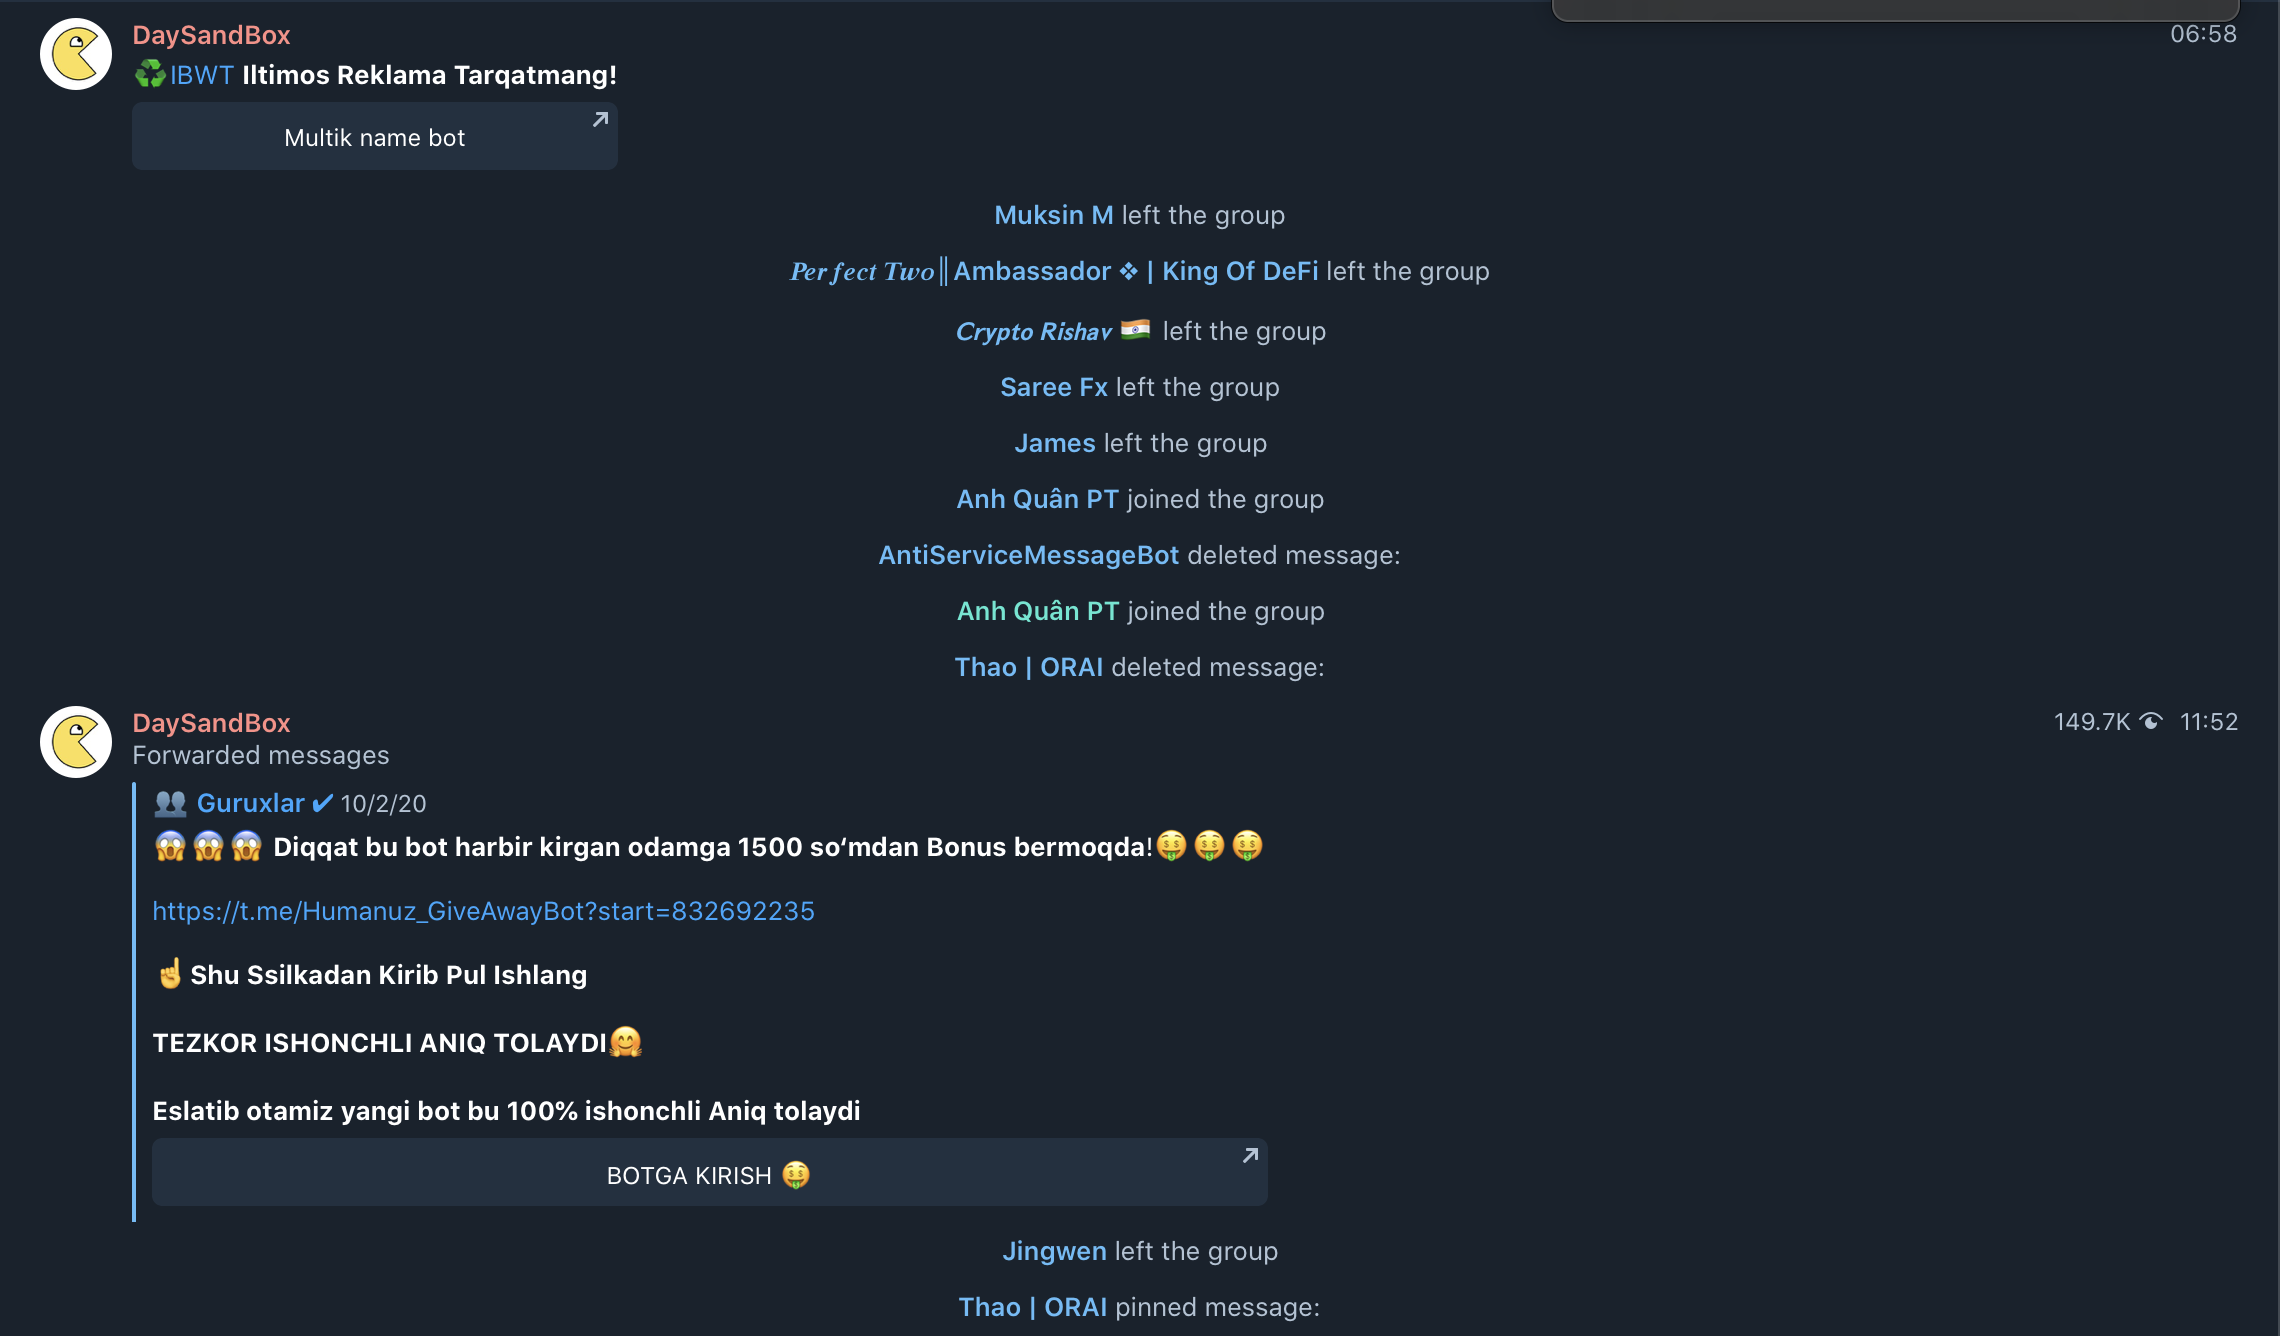 DaySandBox
06:58
♻️IBWT Iltimos Reklama Tarqatmang!
Multik name bot
Muksin M left the group
𝑷𝒆𝒓𝒇𝒆𝒄𝒕 𝑻𝒘𝒐║Ambassador ❖ | King Of DeFi left the group
𝘾𝙧𝙮𝙥𝙩𝙤 𝙍𝙞𝙨𝙝𝙖𝙫 🇮🇳 left the group
Saree Fx left the group
James left the group
Anh Quân PT joined the group
AntiServiceMessageBot deleted message:
Anh Quân PT joined the group
Thao | ORAI deleted message:
DaySandBox
149.7K 11:52
Forwarded messages
👥 Guruxlar ✔ 10/2/20
😱😱😱 Diqqat bu bot harbir kirgan odamga 1500 so‘mdan Bonus bermoqda!🤑🤑🤑
https://t.me/Humanuz_GiveAwayBot?start=832692235
☝️Shu Ssilkadan Kirib Pul Ishlang
TEZKOR ISHONCHLI ANIQ TOLAYDI🤗
Eslatib otamiz yangi bot bu 100% ishonchli Aniq tolaydi
BOTGA KIRISH 🤑
Jingwen left the group
Thao | ORAI pinned message: